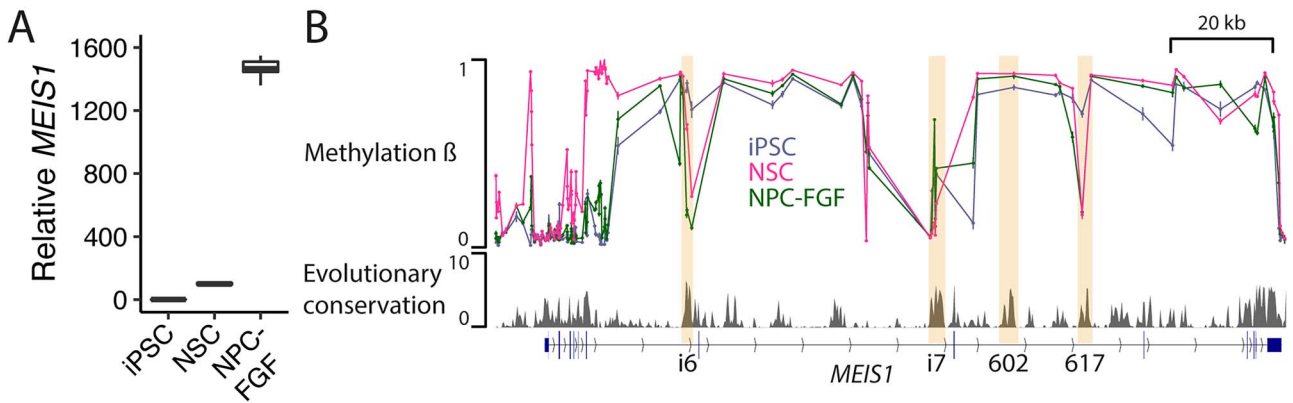 A
B
Relative MEIS1
1600
1200
800
400
0
iPSC
NSC
NPC-
FGF
20 kb
1
Methylation ß
0
iPSC
NSC
NPC-FGF
10
Evolutionary
conservation
0
i6
i7
602
617
MEIS1